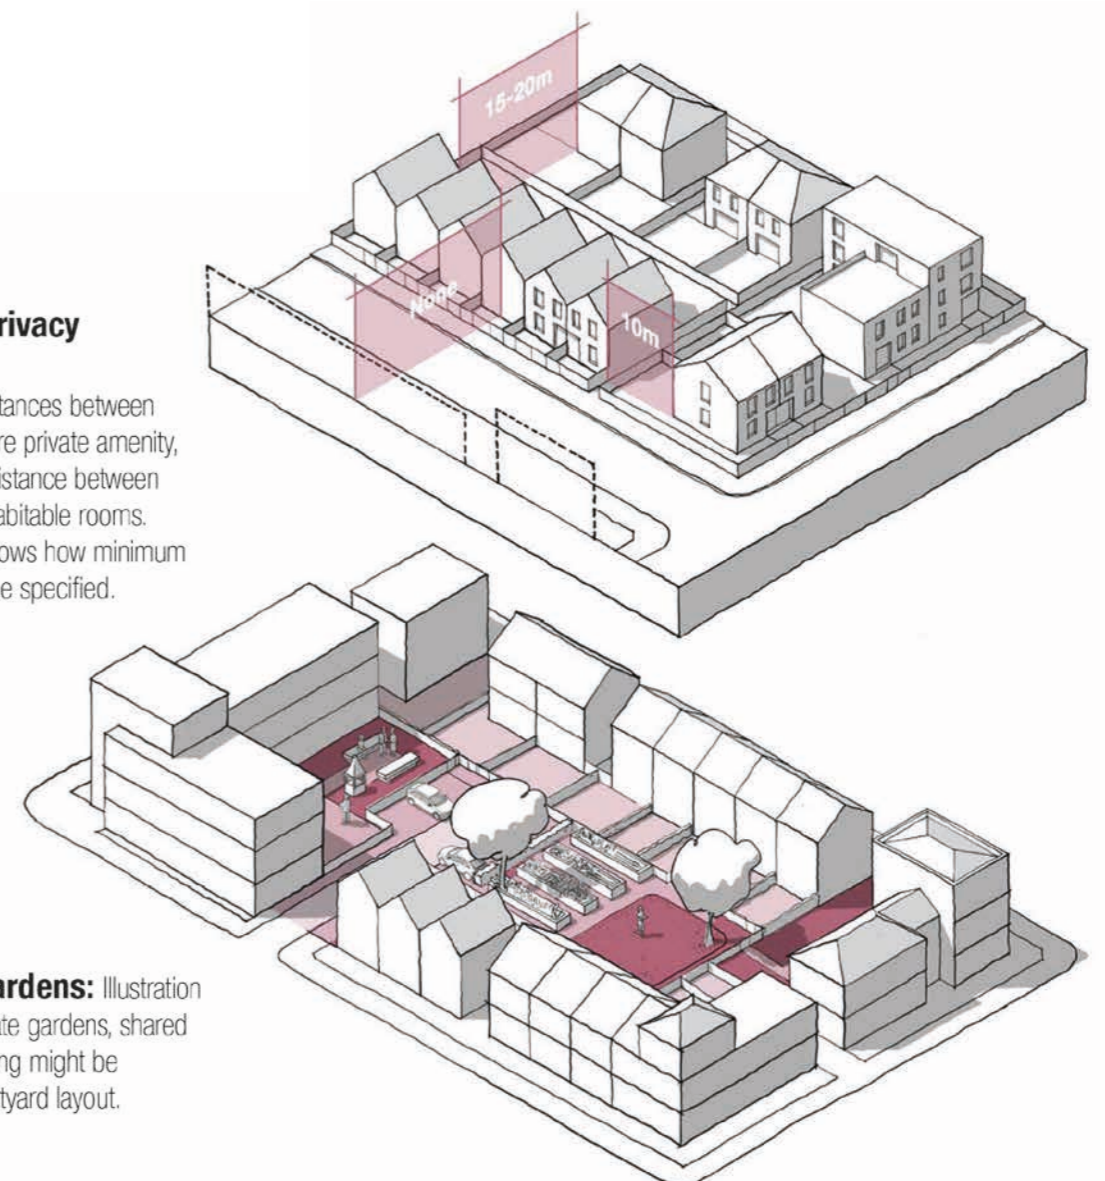 15-20m
None
10m
rivacy
tances between
re private amenity,
istance between
abitable rooms.
ows how minimum
e specified.
ardens: Illustration
ate gardens, shared
ng might be
tyard layout.